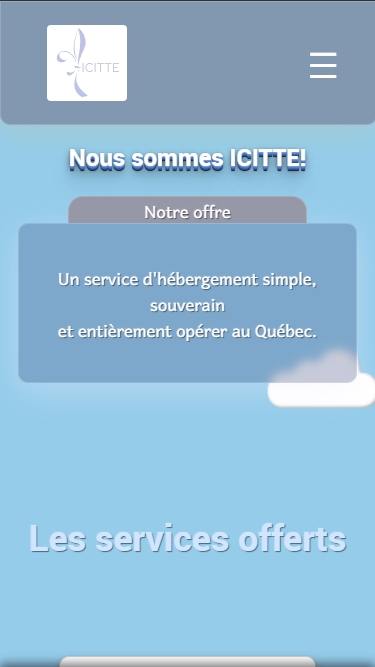 ICITTE
Nous sommes ICITTE!
Notre offre
Un service d'hébergement simple,
souverain
et entièrement opérer au Québec.
Les services offerts